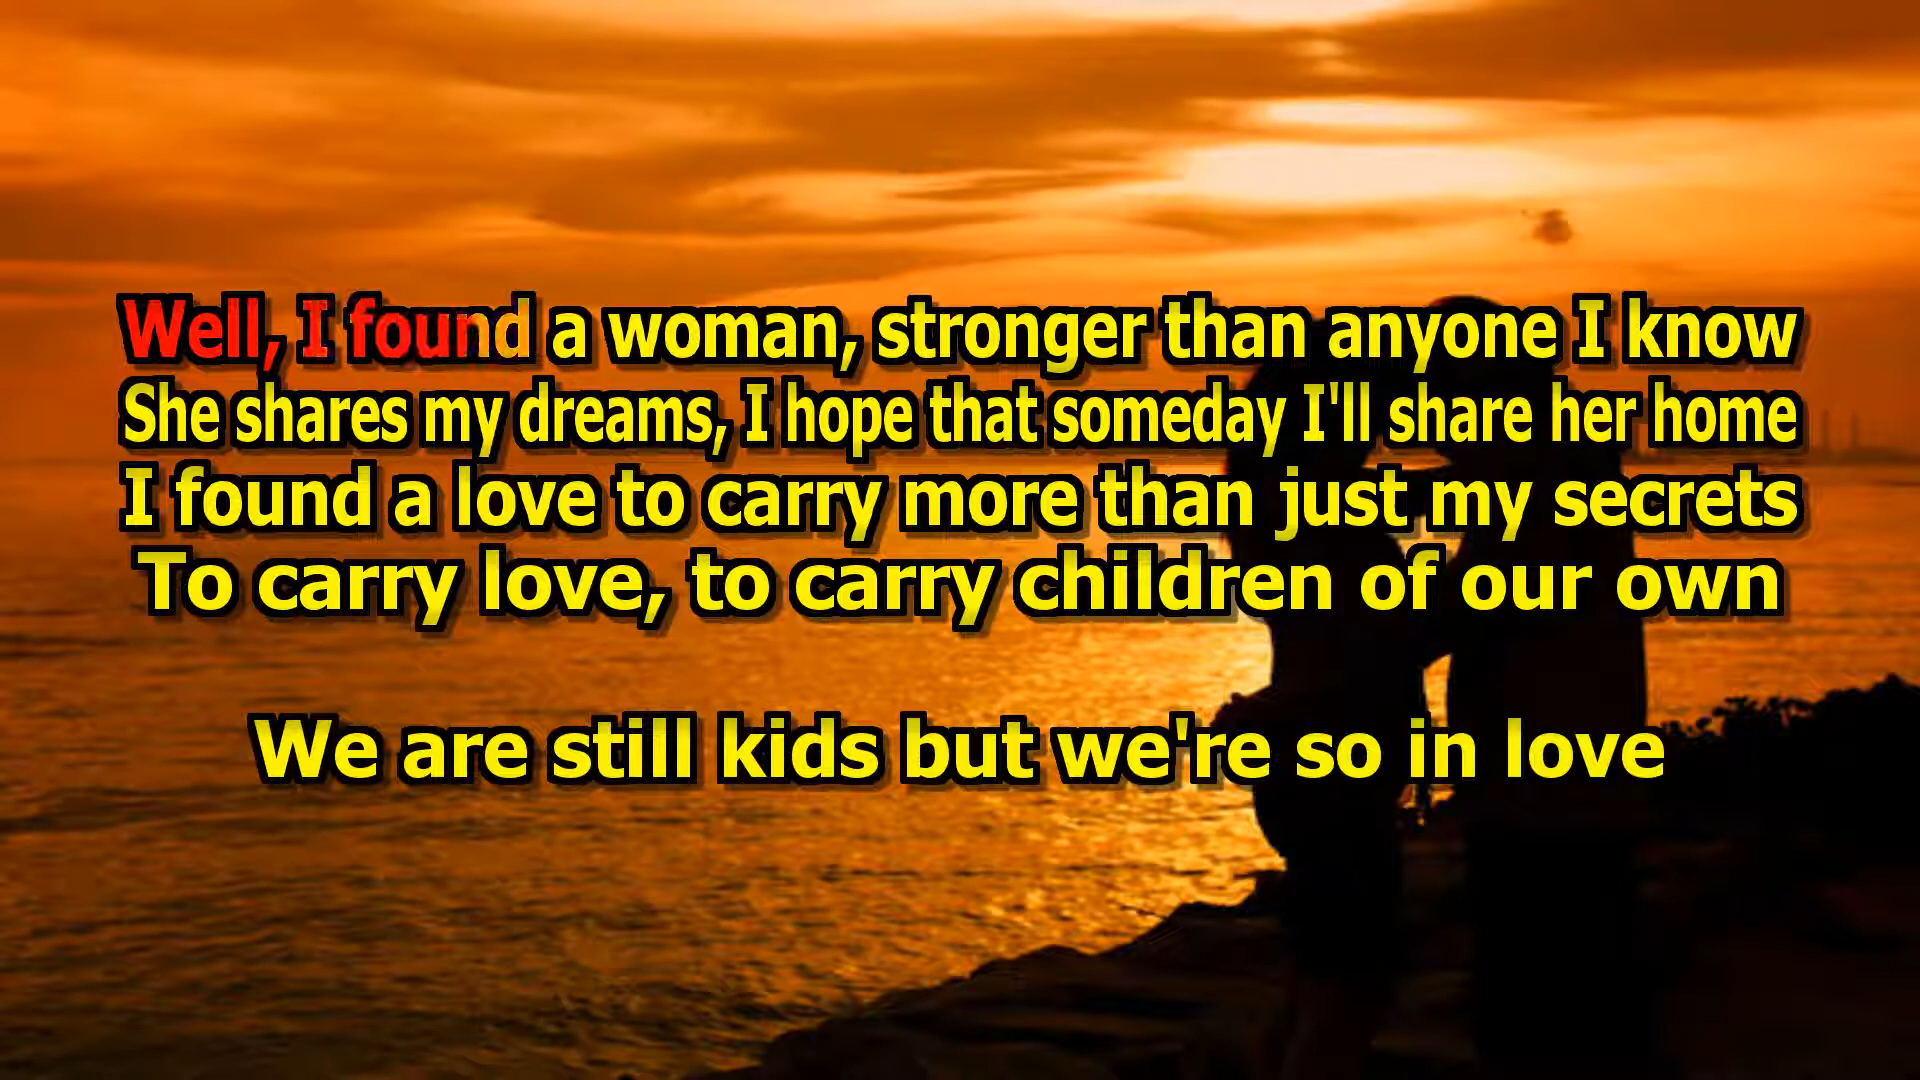 Well, I found a woman, stronger than anyone I know
She shares my dreams, I hope that someday I'll share her home
I found a love to carry more than just my secrets
To carry love, to carry children of our own
We are still kids but we're so in love